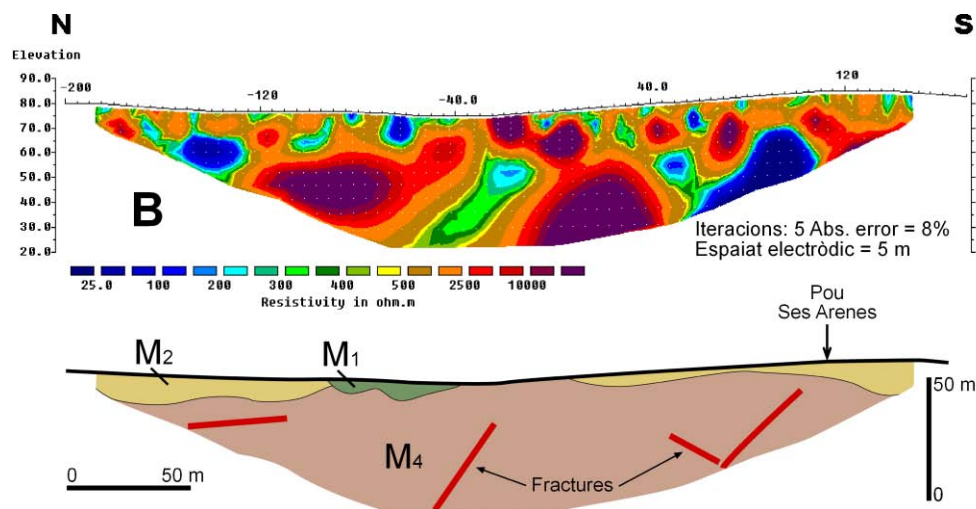 N
S
Elevation
90.0
80.0
70.0
60.0
50.0
40.0
30.0
20.0
-200
-120
-40.0
40.0
120
B
Iteracions: 5 Abs. error = 8%
Espaiat electròdic = 5 m
25.0 100 200 300 400 500 2500 10000
Resistivity in ohm.m
Pou
Ses Arenes
M2
M1
M4
Fractures
0 50 m
50 m
0